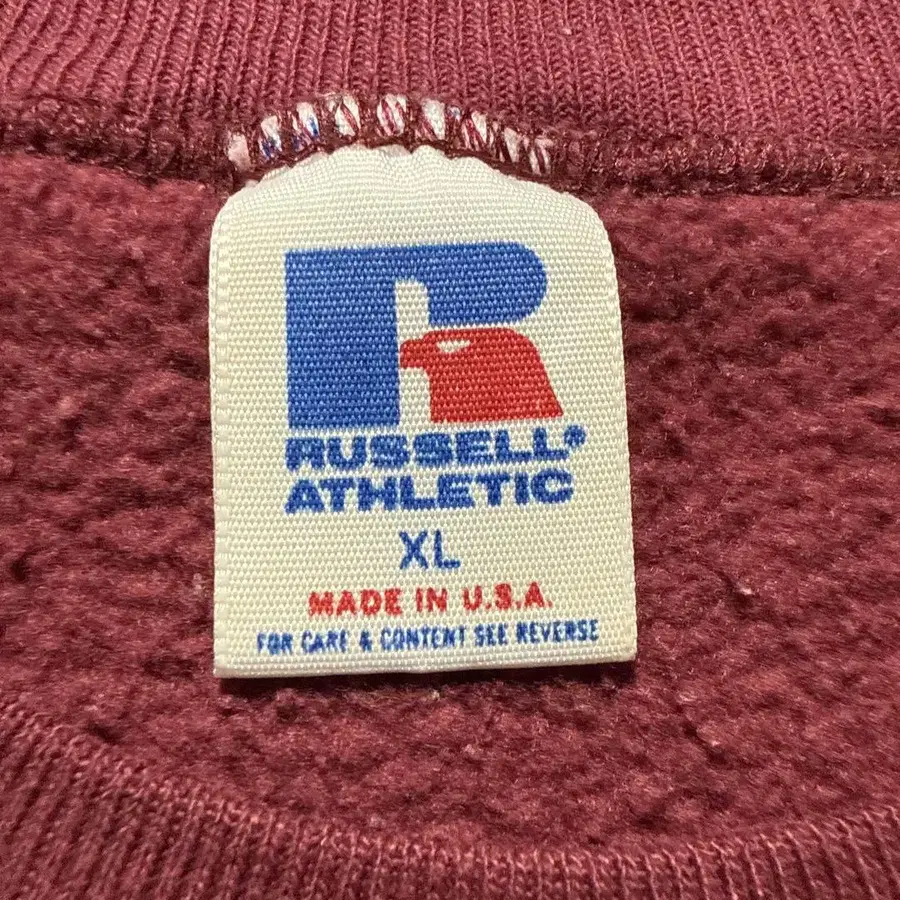 R
RUSSELL®
ATHLETIC
XL
MADE IN U.S.A.
FOR CARE & CONTENT SEE REVERSE